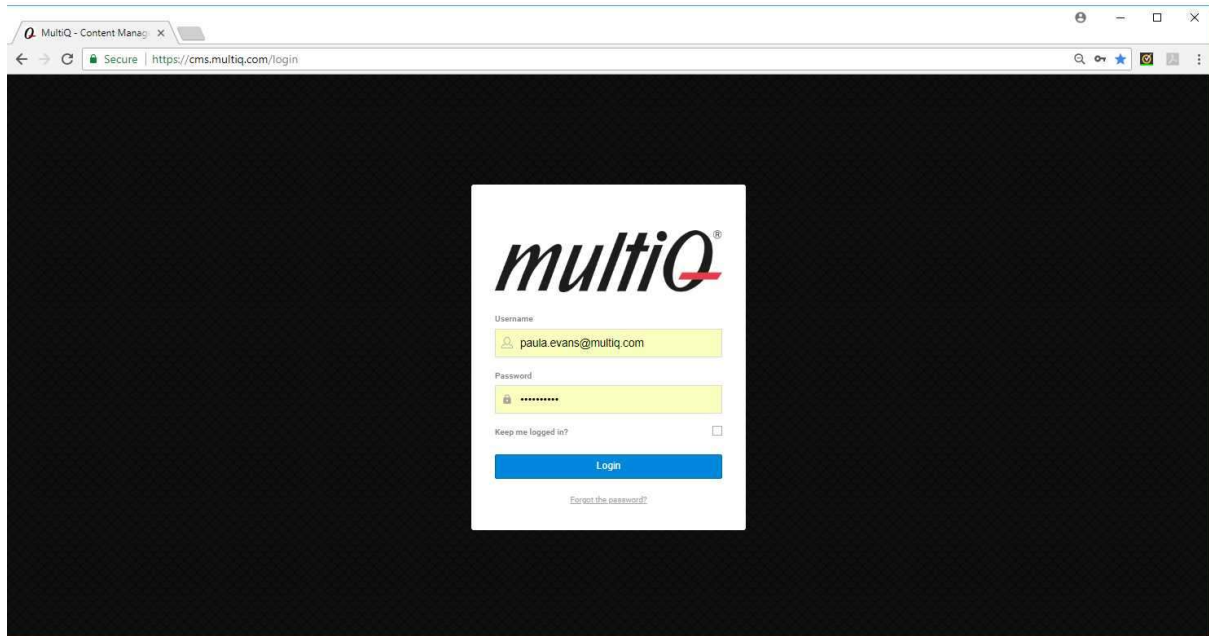 MultiQ - Content Manag
Secure | https://cms.multiq.com/login
multiQ®
Username
paula.evans@multiq.com
Password
••••••••••
Keep me logged in?
Login
Forgot the password?